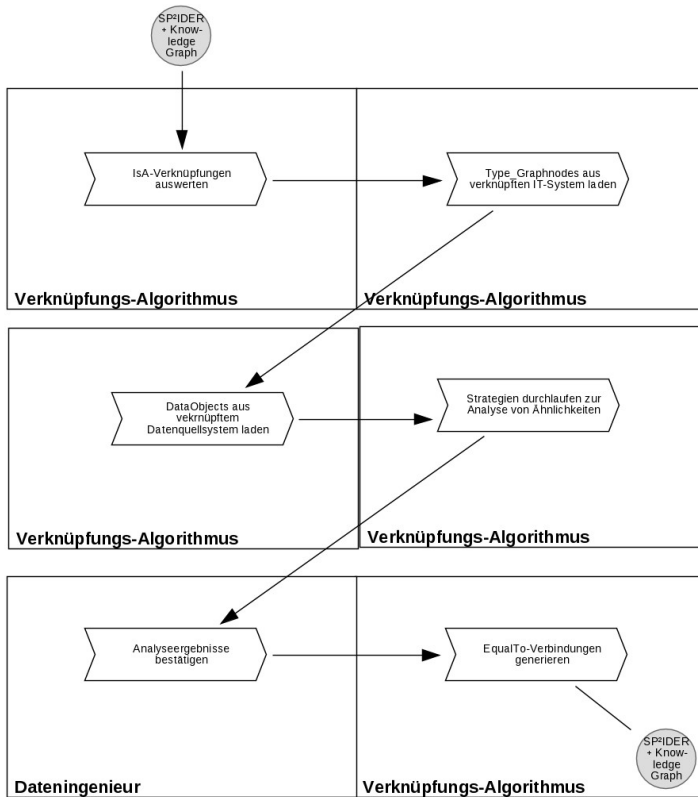 SP²IDER
+ Know-
ledge
Graph
IsA-Verknüpfungen
auswerten
Type_Graphnodes aus
verknüpften IT-System laden
Verknüpfungs-Algorithmus
Verknüpfungs-Algorithmus
DataObjects aus
vekrnüpftem
Datenquellsystem laden
Strategien durchlaufen zur
Analyse von Ähnlichkeiten
Verknüpfungs-Algorithmus
Verknüpfungs-Algorithmus
Analyseergebnisse
bestätigen
EqualTo-Verbindungen
generieren
SP²IDER
+ Know-
ledge
Graph
Dateningenieur
Verknüpfungs-Algorithmus